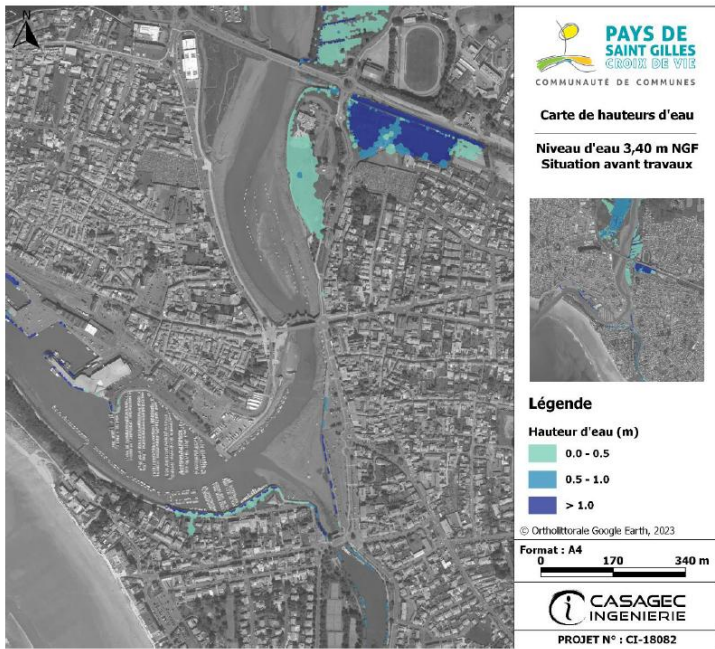 N
PAYS DE
SAINT GILLES
CROIX DE VIE
COMMUNAUTÉ DE COMMUNES
Carte de hauteurs d'eau
Niveau d'eau 3,40 m NGF
Situation avant travaux
Légende
Hauteur d'eau (m)
0.0 - 0.5
0.5 - 1.0
> 1.0
© Ortholittorale Google Earth, 2023
Format : A4
0 170 340 m
CASAGEC
INGENIERIE
PROJET N° : CI-18082